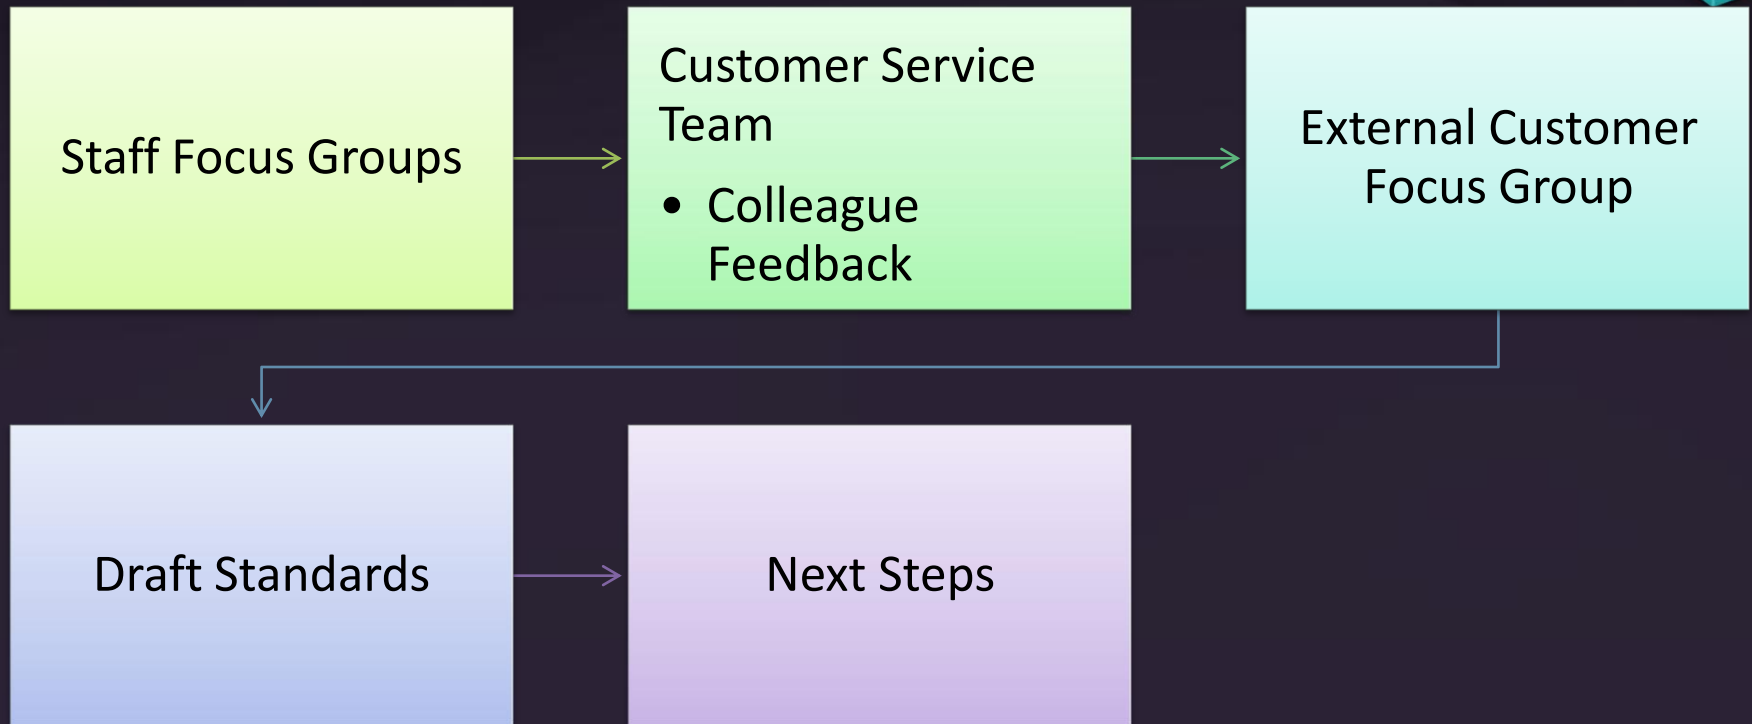 Staff Focus Groups
Customer Service
Team
• Colleague
Feedback
External Customer
Focus Group
Draft Standards
Next Steps